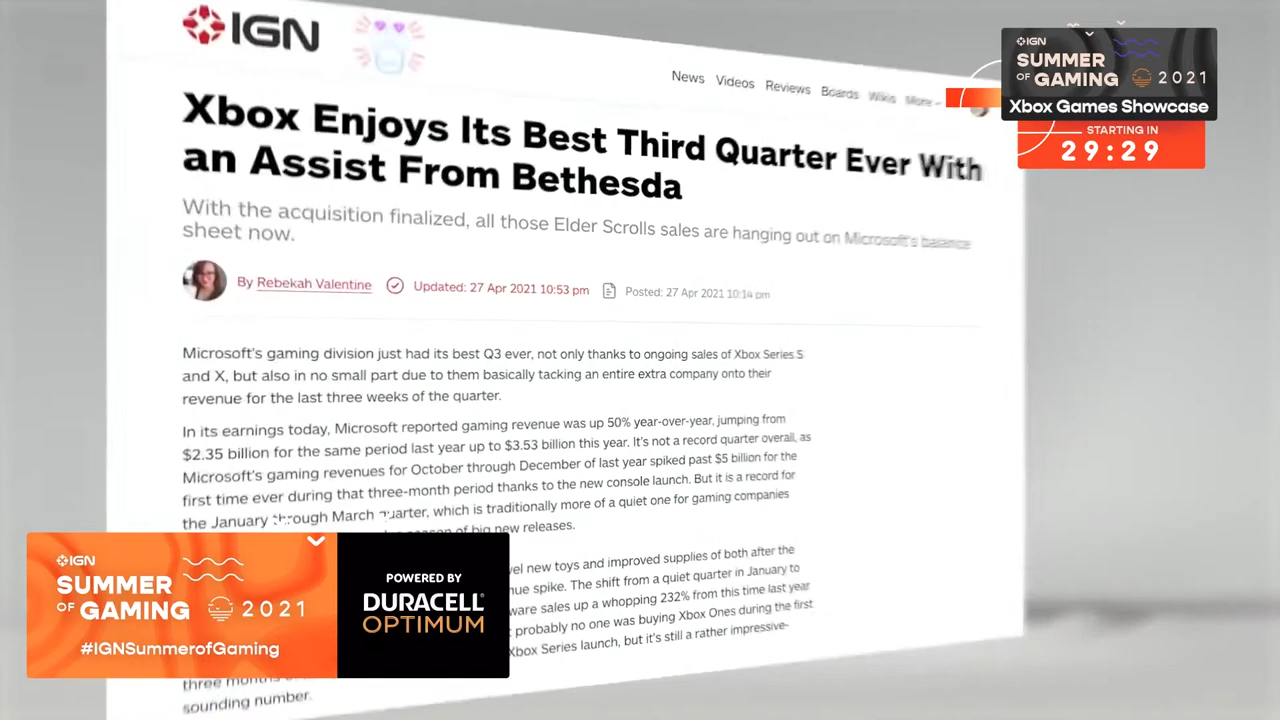 IGN
News Videos Reviews Boards Wikis More
Xbox Enjoys Its Best Third Quarter Ever With
an Assist From Bethesda
With the acquisition finalized, all those Elder Scrolls sales are hanging out on Microsoft's balance
sheet now.
By Rebekah Valentine Updated: 27 Apr 2021 10:53 pm Posted: 27 Apr 2021 10:14 pm
Microsoft's gaming division just had its best Q3 ever, not only thanks to ongoing sales of Xbox Series S
and X, but also in no small part due to them basically tacking an entire extra company onto their
revenue for the last three weeks of the quarter.
In its earnings today, Microsoft reported gaming revenue was up 50% year-over-year, jumping from
$2.35 billion for the same period last year up to $3.53 billion this year. It's not a record quarter overall, as
Microsoft's gaming revenues for October through December of last year spiked past $5 billion for the
first time ever during that three-month period thanks to the new console launch. But it is a record for
the January through March quarter, which is traditionally more of a quiet one for gaming companies
season of big new releases.
vel new toys and improved supplies of both after the
nue spike. The shift from a quiet quarter in January to
ware sales up a whopping 232% from this time last year
probably no one was buying Xbox Ones during the first
Xbox Series launch, but it's still a rather impressive-
three months
sounding number.
IGN
SUMMER
OF GAMING 2021
Xbox Games Showcase
STARTING IN
29:29
IGN
SUMMER
OF GAMING 2021
#IGNSummerofGaming
POWERED BY
DURACELL
OPTIMUM